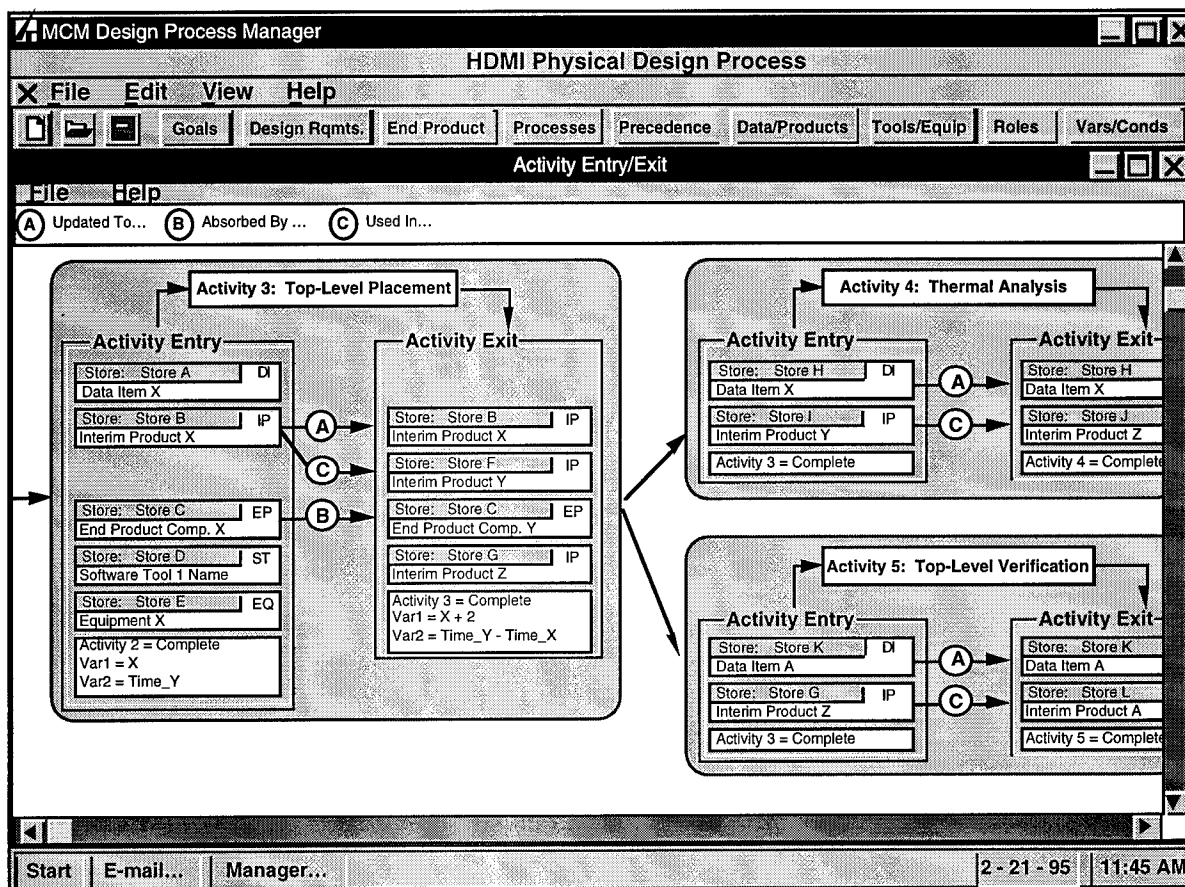 MCM Design Process Manager
HDMI Physical Design Process
File Edit View Help
Goals Design Rqmts. End Product Processes Precedence Data/Products Tools/Equip Roles Vars/Conds
Activity Entry/Exit
File Help
A Updated To... B Absorbed By ... C Used In...
Activity 3: Top-Level Placement
Activity Entry
Store: Store A DI
Data Item X
Store: Store B IP
Interim Product X
Store: Store C EP
End Product Comp. X
Store: Store D ST
Software Tool 1 Name
Store: Store E EQ
Equipment X
Activity 2 = Complete
Var1 = X
Var2 = Time_Y
A
C
B
Activity Exit
Store: Store B IP
Interim Product X
Store: Store F IP
Interim Product Y
Store: Store C EP
End Product Comp. Y
Store: Store G IP
Interim Product Z
Activity 3 = Complete
Var1 = X + 2
Var2 = Time_Y - Time_X
Activity 4: Thermal Analysis
Activity Entry
Store: Store H DI
Data Item X
Store: Store I IP
Interim Product Y
Activity 3 = Complete
A
C
Activity Exit
Store: Store H
Data Item X
Store: Store J
Interim Product Z
Activity 4 = Complete
Activity 5: Top-Level Verification
Activity Entry
Store: Store K DI
Data Item A
Store: Store G IP
Interim Product Z
Activity 3 = Complete
A
C
Activity Exit
Store: Store K
Data Item A
Store: Store L
Interim Product A
Activity 5 = Complete
Start E-mail... Manager... 2 - 21 - 95 11:45 AM